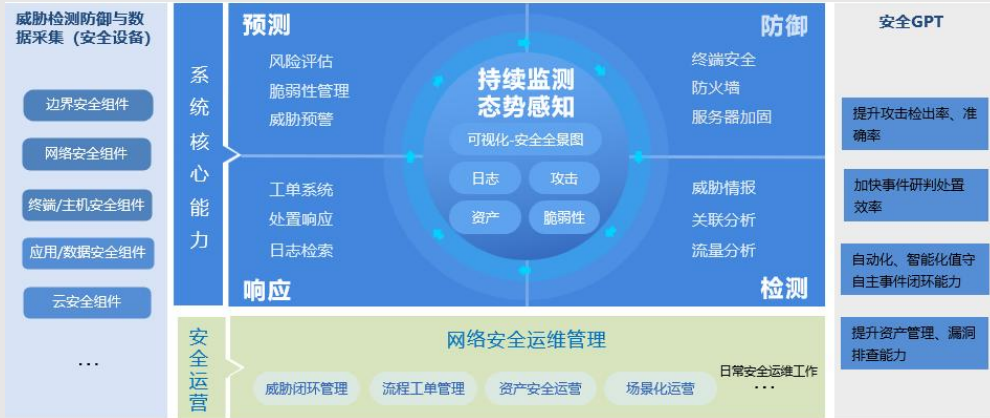 威胁检测防御与数
据采集（安全设备）
边界安全组件
网络安全组件
终端/主机安全组件
应用/数据安全组件
云安全组件
...
系统核心能力
预测
风险评估
脆弱性管理
威胁预警
防御
终端安全
防火墙
服务器加固
持续监测
态势感知
可视化-安全全景图
日志
攻击
资产
脆弱性
工单系统
处置响应
日志检索
响应
威胁情报
关联分析
流量分析
检测
安全运营
网络安全运维管理
威胁闭环管理
流程工单管理
资产安全运营
场景化运营
日常安全运维工作
...
安全GPT
提升攻击检出率、准
确率
加快事件研判处置
效率
自动化、智能化值守
自主事件闭环能力
提升资产管理、漏洞
排查能力